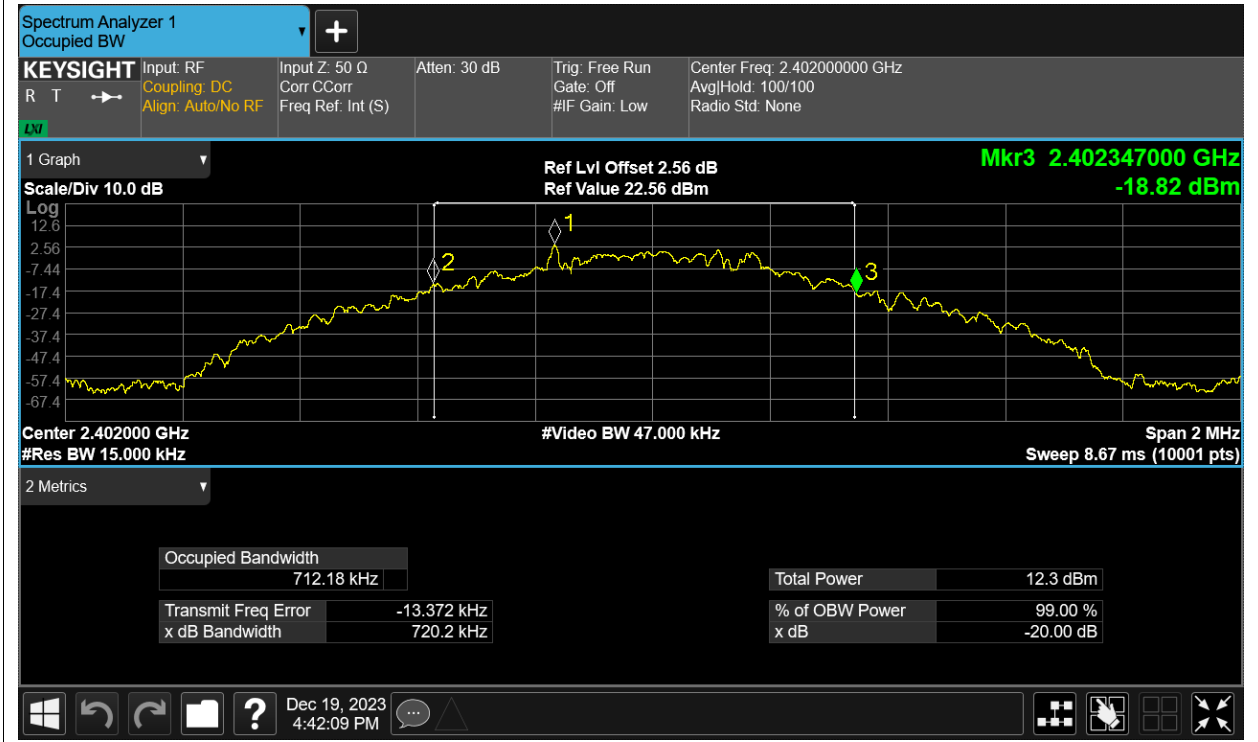 Spectrum Analyzer 1
Occupied BW
KEYSIGHT
R T
LXI
Input: RF
Coupling: DC
Align: Auto/No RF
Input Z: 50 Ω
Corr CCorr
Freq Ref: Int (S)
Atten: 30 dB
Trig: Free Run
Gate: Off
#IF Gain: Low
Center Freq: 2.402000000 GHz
Avg|Hold: 100/100
Radio Std: None
1 Graph
Scale/Div 10.0 dB
Ref Lvl Offset 2.56 dB
Ref Value 22.56 dBm
Mkr3 2.402347000 GHz
-18.82 dBm
Log
12.6
2.56
-7.44
-17.4
-27.4
-37.4
-47.4
-57.4
-67.4
1
2
3
Center 2.402000 GHz
#Video BW 47.000 kHz
Span 2 MHz
#Res BW 15.000 kHz
Sweep 8.67 ms (10001 pts)
2 Metrics
Occupied Bandwidth
712.18 kHz
Total Power 12.3 dBm
Transmit Freq Error -13.372 kHz
% of OBW Power 99.00 %
x dB Bandwidth 720.2 kHz
x dB -20.00 dB
?
Dec 19, 2023
4:42:09 PM